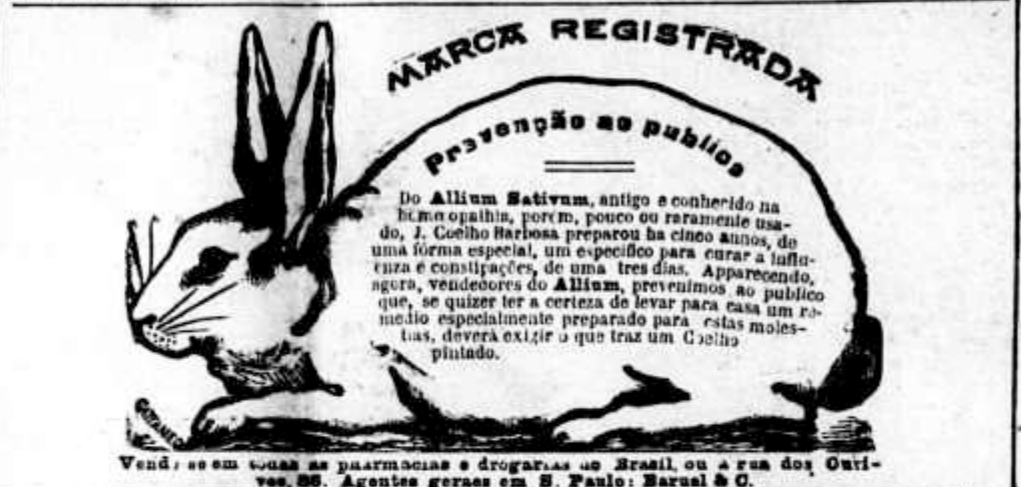 MARCA REGISTRADA
Prevenção ao publico
Do Allium Sativum, antigo e conhecido na
homœopathia, porém, pouco ou raramente usa-
do, J. Coelho Barbosa preparou ha cinco annos, de
uma fórma especial, um especifico para curar a influ-
enza e constipações, de uma tres dias. Apparecendo,
agora, vendedores do Allium, prevenimos ao publico
que, se quizer ter a certeza de levar para casa um re-
medio especialmente preparado para estas moles-
tias, deverá exigir o que traz um Coelho
pintado.
Vende se em todas as pharmacias e drogarias do Brasil, ou á rua dos Ouri-
ves, 86. Agentes geraes em S. Paulo: Baruel & C.